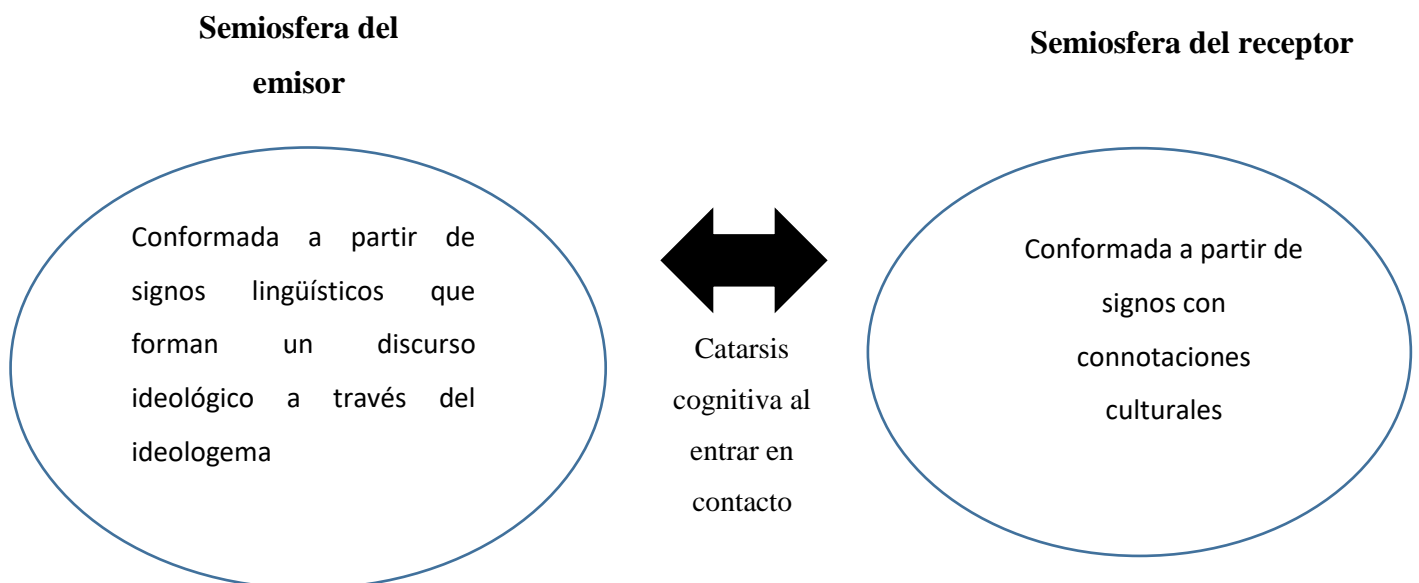 Semiosfera del
emisor
Semiosfera del receptor
Conformada a partir de
signos lingüísticos que
forman un discurso
ideológico a través del
ideologema
Catarsis
cognitiva al
entrar en
contacto
Conformada a partir de
signos con
connotaciones
culturales